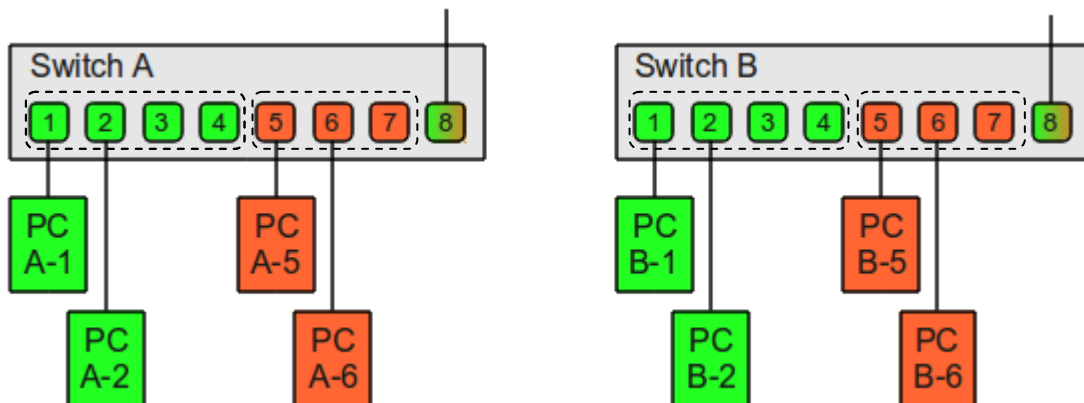 Switch A
1 2 3 4 5 6 7 8
PC
A-1
PC
A-5
PC
A-2
PC
A-6
Switch B
1 2 3 4 5 6 7 8
PC
B-1
PC
B-5
PC
B-2
PC
B-6